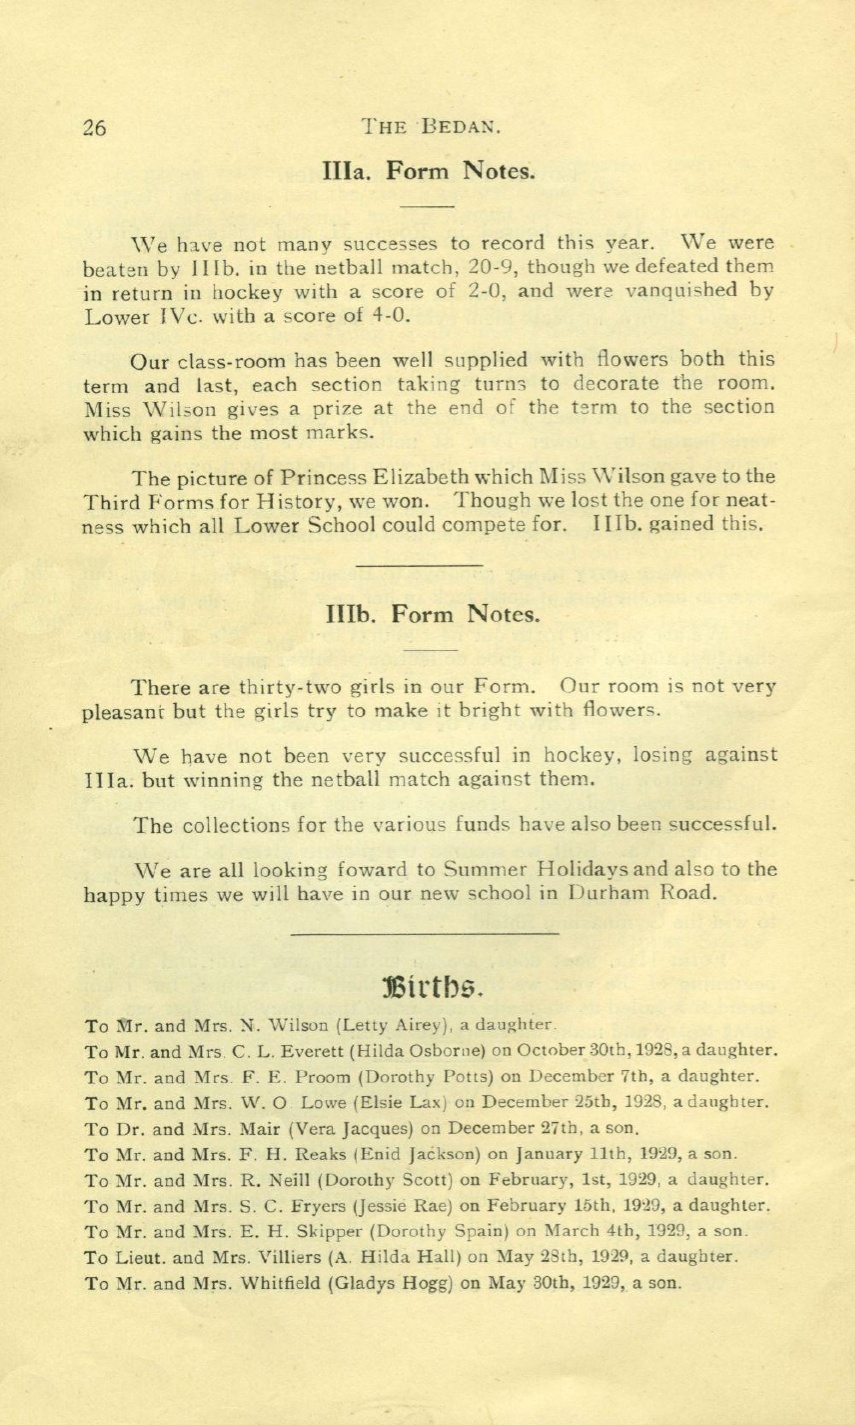 26 THE BEDAN.
IIIa. Form Notes.
We have not many successes to record this year. We were
beaten by IIIb. in the netball match, 20-9, though we defeated them
in return in hockey with a score of 2-0, and were vanquished by
Lower IVc. with a score of 4-0.
Our class-room has been well supplied with flowers both this
term and last, each section taking turns to decorate the room.
Miss Wilson gives a prize at the end of the term to the section
which gains the most marks.
The picture of Princess Elizabeth which Miss Wilson gave to the
Third Forms for History, we won. Though we lost the one for neat-
ness which all Lower School could compete for. IIIb. gained this.
IIIb. Form Notes.
There are thirty-two girls in our Form. Our room is not very
pleasant but the girls try to make it bright with flowers.
We have not been very successful in hockey, losing against
IIIa. but winning the netball match against them.
The collections for the various funds have also been successful.
We are all looking foward to Summer Holidays and also to the
happy times we will have in our new school in Durham Road.
Births.
To Mr. and Mrs. N. Wilson (Letty Airey), a daughter.
To Mr. and Mrs. C. L. Everett (Hilda Osborne) on October 30th, 1928, a daughter.
To Mr. and Mrs. F. E. Proom (Dorothy Potts) on December 7th, a daughter.
To Mr. and Mrs. W. O. Lowe (Elsie Lax) on December 25th, 1928, a daughter.
To Dr. and Mrs. Mair (Vera Jacques) on December 27th, a son.
To Mr. and Mrs. F. H. Reaks (Enid Jackson) on January 11th, 1929, a son.
To Mr. and Mrs. R. Neill (Dorothy Scott) on February, 1st, 1929, a daughter.
To Mr. and Mrs. S. C. Fryers (Jessie Rae) on February 15th, 1929, a daughter.
To Mr. and Mrs. E. H. Skipper (Dorothy Spain) on March 4th, 1929, a son.
To Lieut. and Mrs. Villiers (A. Hilda Hall) on May 28th, 1929, a daughter.
To Mr. and Mrs. Whitfield (Gladys Hogg) on May 30th, 1929, a son.